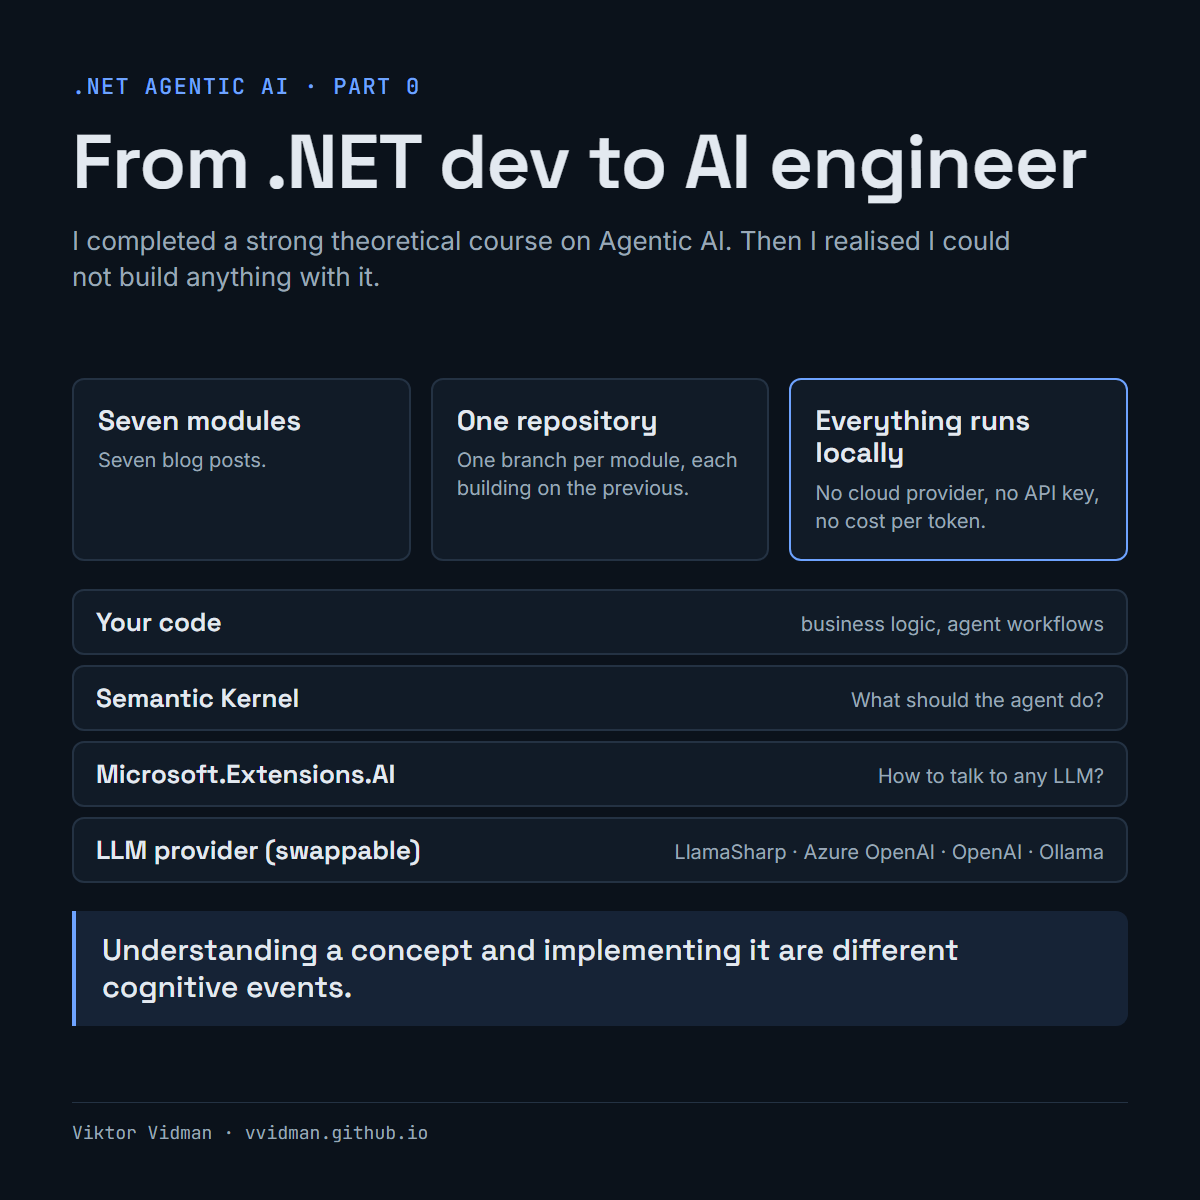 .NET AGENTIC AI · PART 0
From .NET dev to AI engineer
I completed a strong theoretical course on Agentic AI. Then I realised I could
not build anything with it.
Seven modules
Seven blog posts.
One repository
One branch per module, each
building on the previous.
Everything runs
locally
No cloud provider, no API key,
no cost per token.
Your code
business logic, agent workflows
Semantic Kernel
What should the agent do?
Microsoft.Extensions.AI
How to talk to any LLM?
LLM provider (swappable)
LlamaSharp · Azure OpenAI · OpenAI · Ollama
Understanding a concept and implementing it are different
cognitive events.
Viktor Vidman · vvidman.github.io